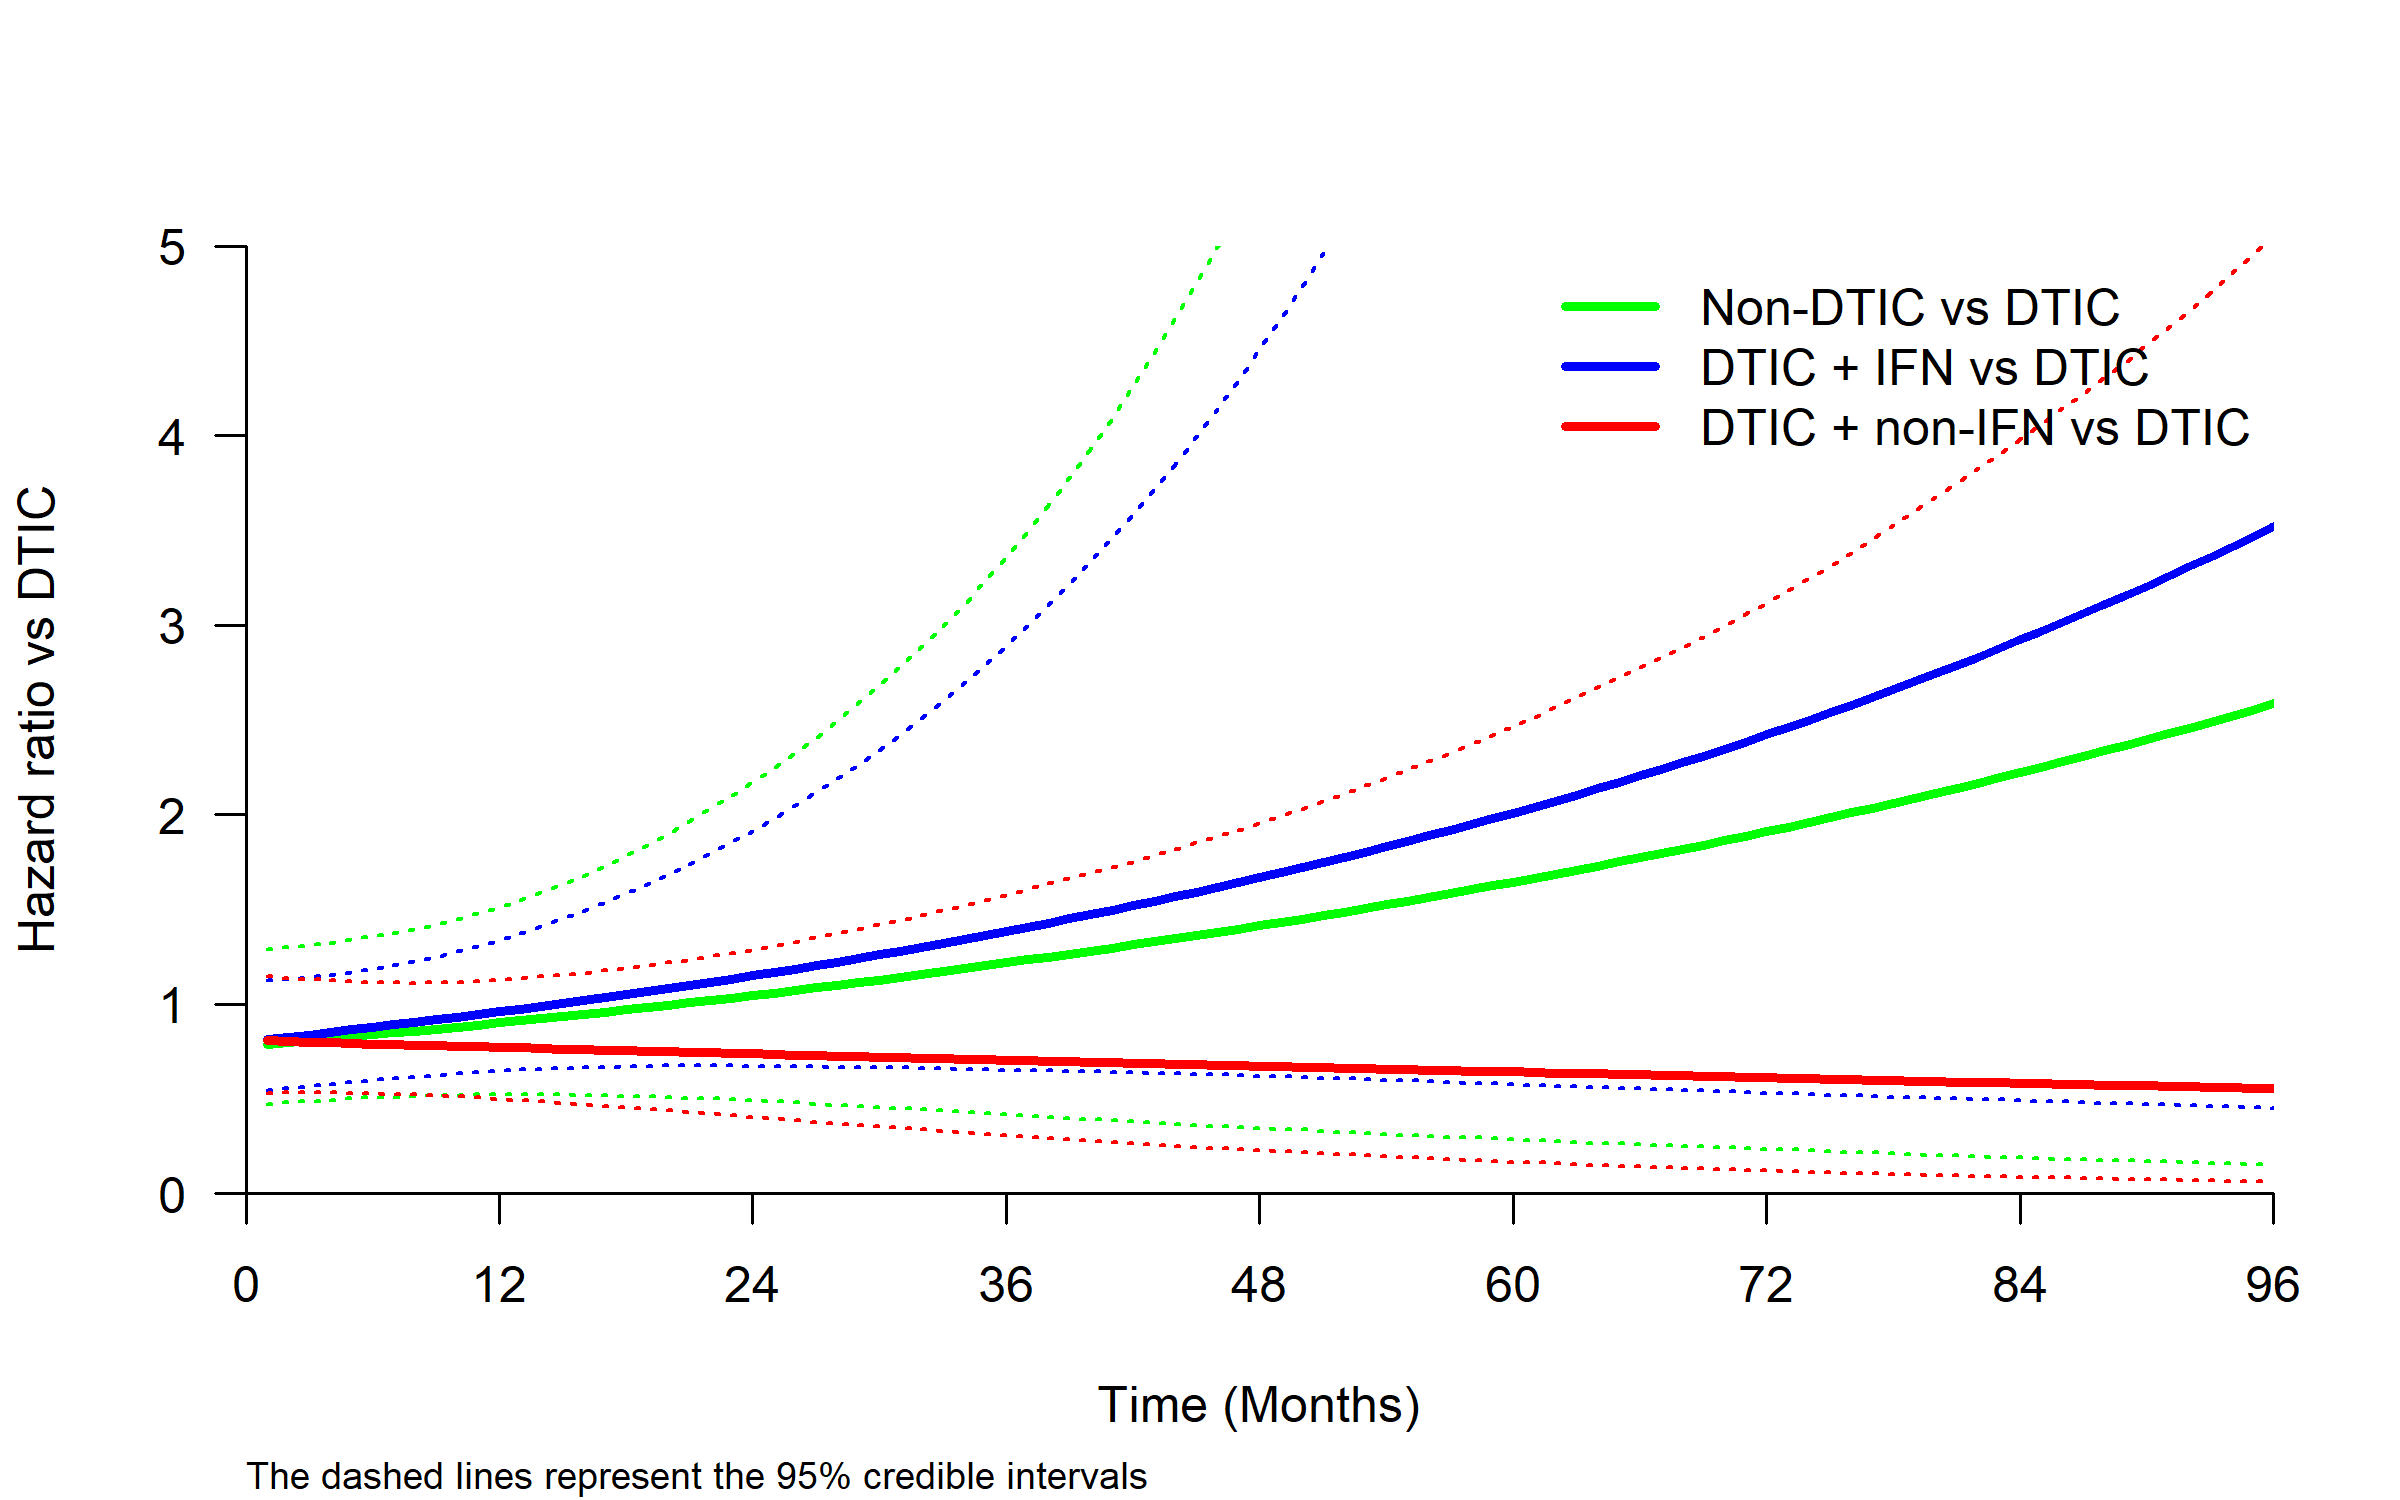 5
4
3
2
1
0
Hazard ratio vs DTIC
Non-DTIC vs DTIC
DTIC + IFN vs DTIC
DTIC + non-IFN vs DTIC
0 12 24 36 48 60 72 84 96
Time (Months)
The dashed lines represent the 95% credible intervals